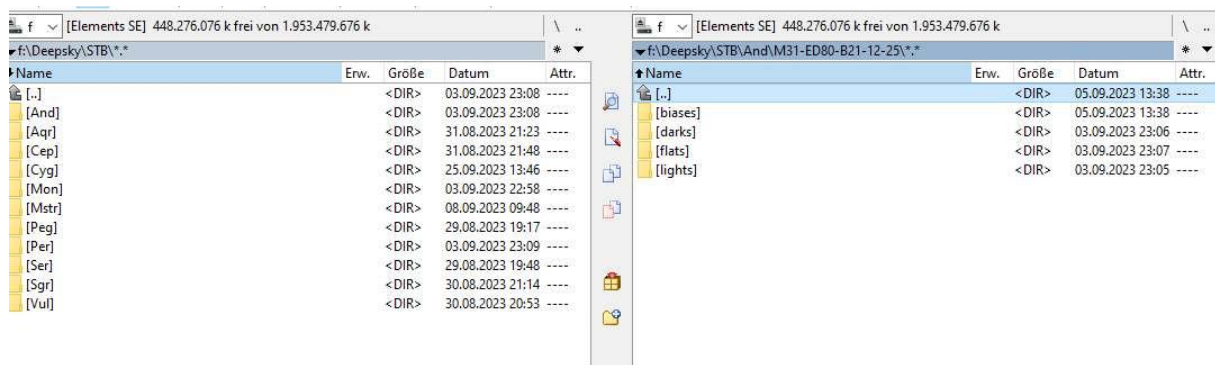 f [Elements SE] 448.276.076 k frei von 1.953.479.676 k \ ..
f:\Deepsky\STB\*.* * ▼
Name Erw. Größe Datum Attr.
[..] <DIR> 03.09.2023 23:08 ----
[And] <DIR> 03.09.2023 23:08 ----
[Aqr] <DIR> 31.08.2023 21:23 ----
[Cep] <DIR> 31.08.2023 21:48 ----
[Cyg] <DIR> 25.09.2023 13:46 ----
[Mon] <DIR> 03.09.2023 22:58 ----
[Mstr] <DIR> 08.09.2023 09:48 ----
[Peg] <DIR> 29.08.2023 19:17 ----
[Per] <DIR> 03.09.2023 23:09 ----
[Ser] <DIR> 29.08.2023 19:48 ----
[Sgr] <DIR> 30.08.2023 21:14 ----
[Vul] <DIR> 30.08.2023 20:53 ----
f [Elements SE] 448.276.076 k frei von 1.953.479.676 k \ ..
f:\Deepsky\STB\And\M31-ED80-B21-12-25\*.* * ▼
Name Erw. Größe Datum Attr.
[..] <DIR> 05.09.2023 13:38 ----
[biases] <DIR> 05.09.2023 13:38 ----
[darks] <DIR> 03.09.2023 23:06 ----
[flats] <DIR> 03.09.2023 23:07 ----
[lights] <DIR> 03.09.2023 23:05 ----